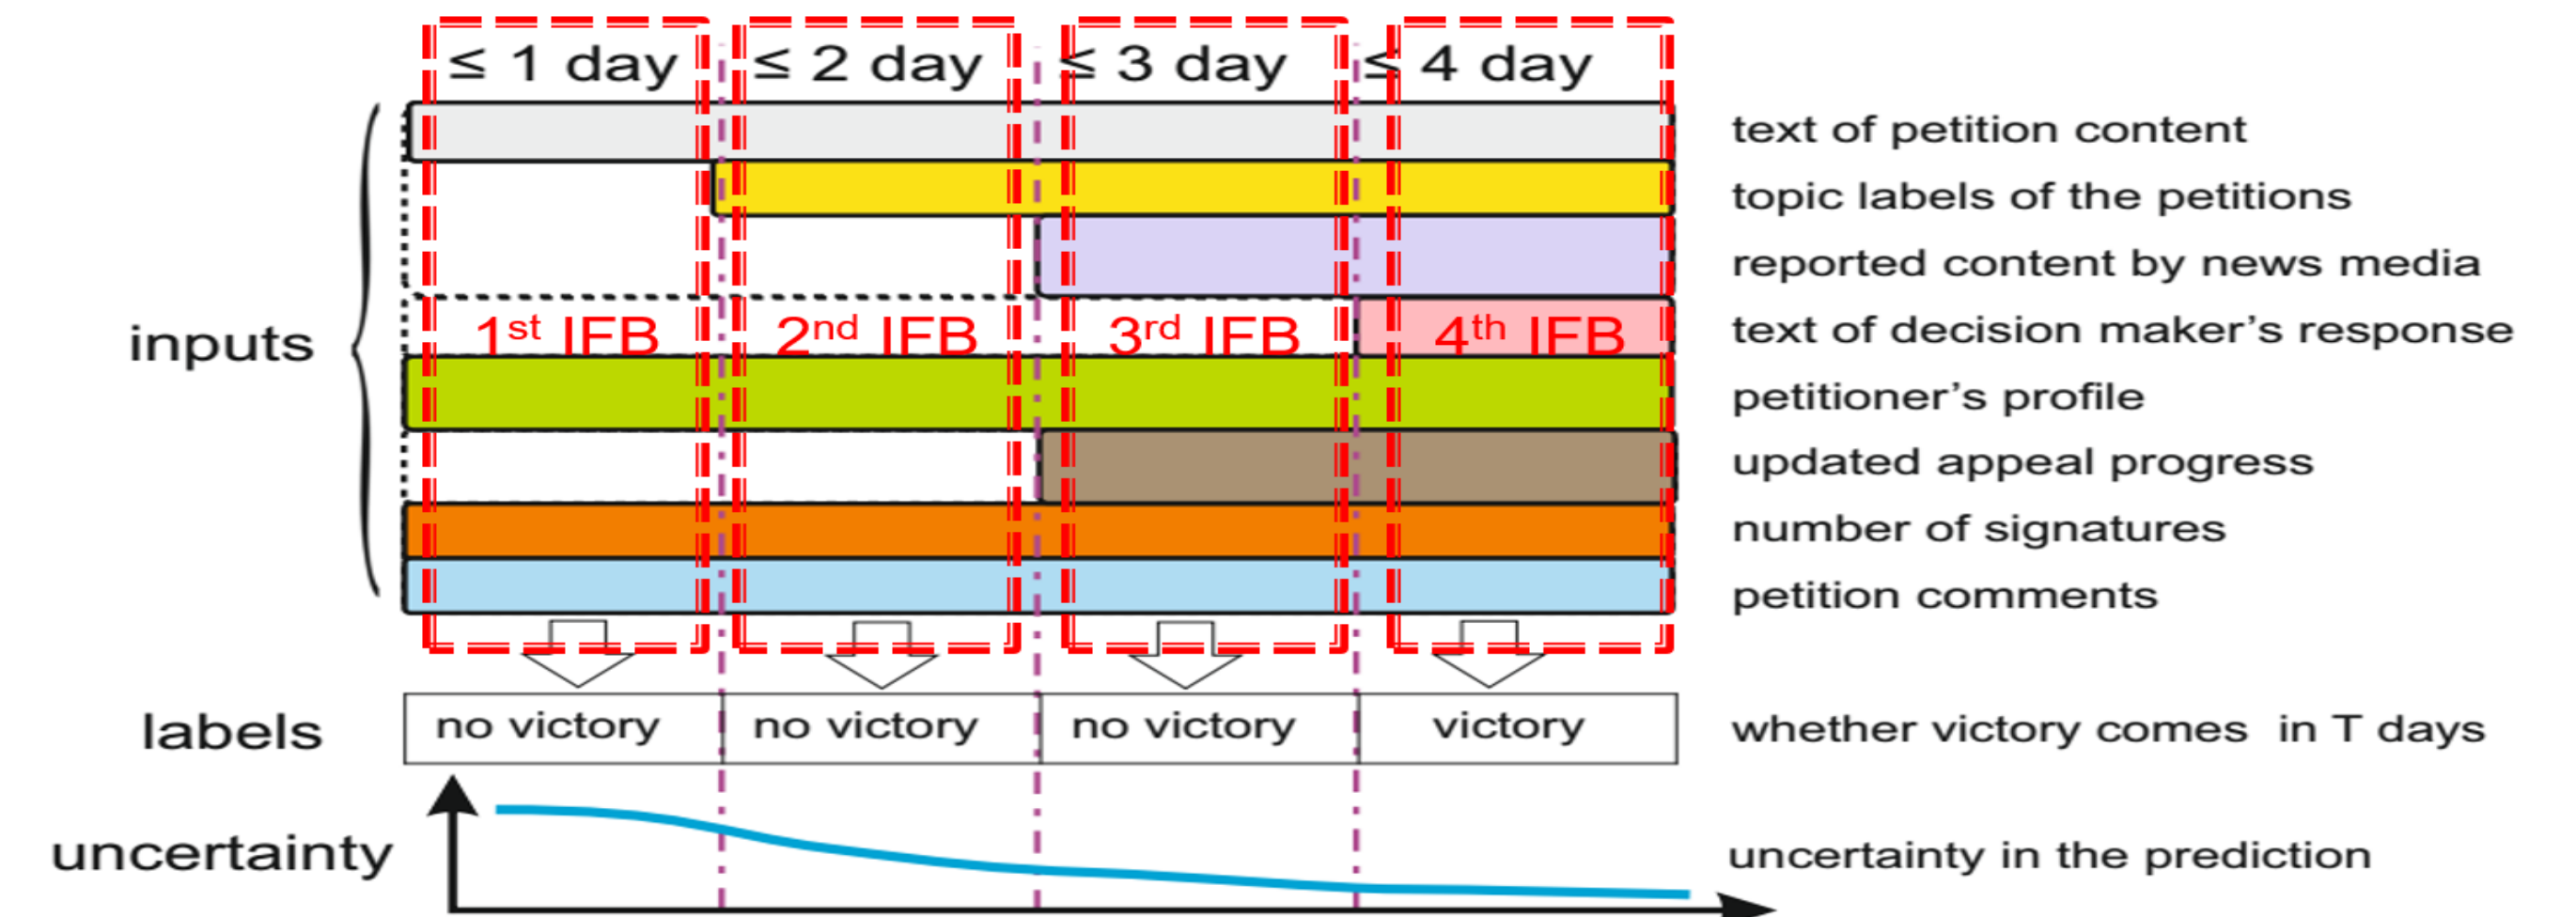 ≤ 1 day ≤ 2 day ≤ 3 day ≤ 4 day
text of petition content
topic labels of the petitions
reported content by news media
inputs 1st IFB 2nd IFB 3rd IFB 4th IFB text of decision maker's response
petitioner's profile
updated appeal progress
number of signatures
petition comments
labels no victory no victory no victory victory whether victory comes in T days
uncertainty uncertainty in the prediction